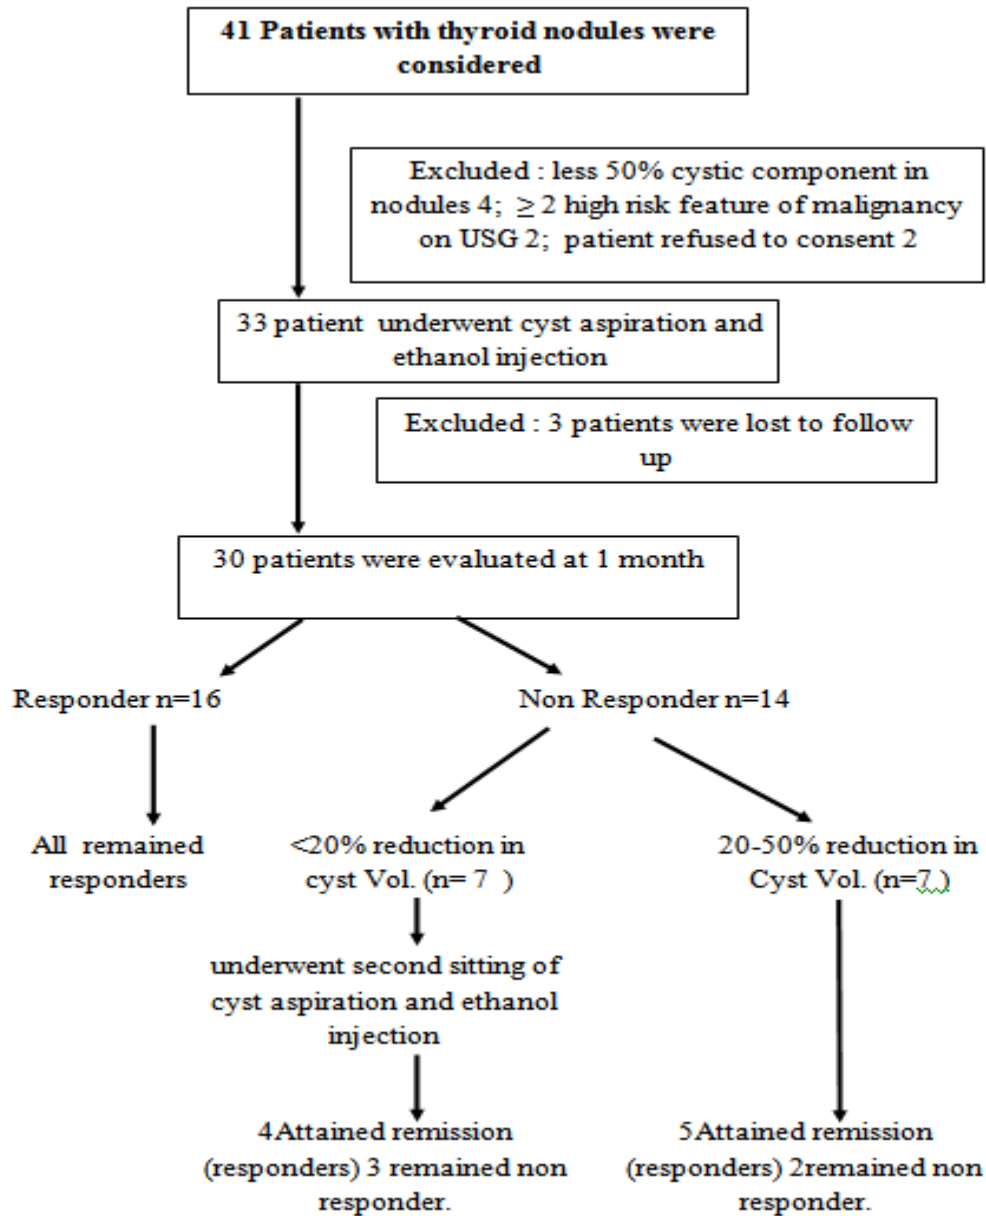 41 Patients with thyroid nodules were
considered
Excluded : less 50% cystic component in
nodules 4; ≥ 2 high risk feature of malignancy
on USG 2; patient refused to consent 2
33 patient underwent cyst aspiration and
ethanol injection
Excluded : 3 patients were lost to follow
up
30 patients were evaluated at 1 month
Responder n=16
Non Responder n=14
All remained
responders
<20% reduction in
cyst Vol. (n= 7 )
20-50% reduction in
Cyst Vol. (n=7 )
underwent second sitting of
cyst aspiration and ethanol
injection
4Attained remission
(responders) 3 remained non
responder.
5Attained remission
(responders) 2remained non
responder.